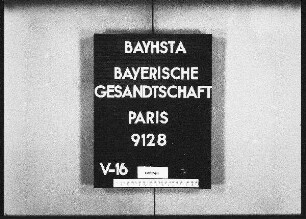 BAYHSTA
BAYERISCHE
GESANDTSCHAFT
PARIS
9128
V-16